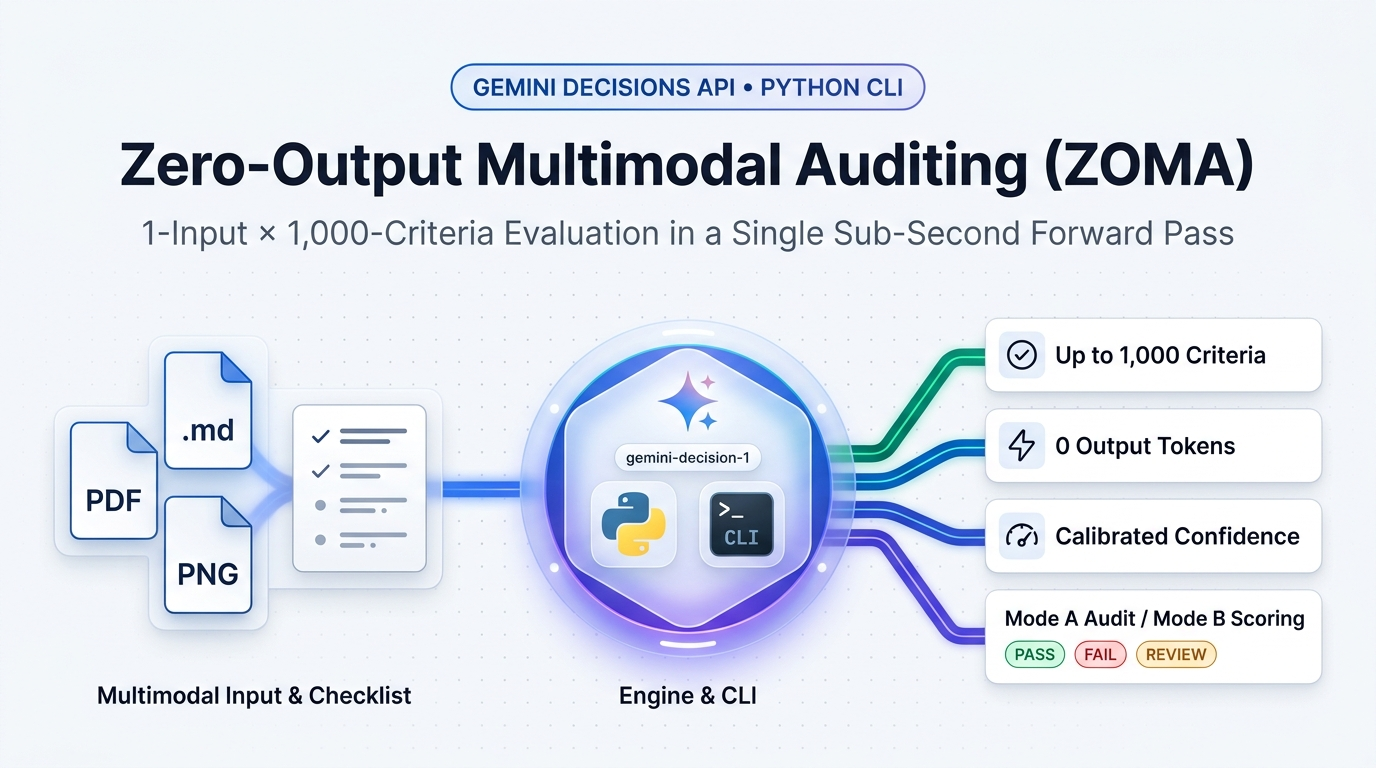 GEMINI DECISIONS API • PYTHON CLI
Zero-Output Multimodal Auditing (ZOMA)
1-Input × 1,000-Criteria Evaluation in a Single Sub-Second Forward Pass
PDF
.md
PNG
Multimodal Input & Checklist
gemini-decision-1
>_
CLI
Engine & CLI
Up to 1,000 Criteria
0 Output Tokens
Calibrated Confidence
Mode A Audit / Mode B Scoring
PASS FAIL REVIEW